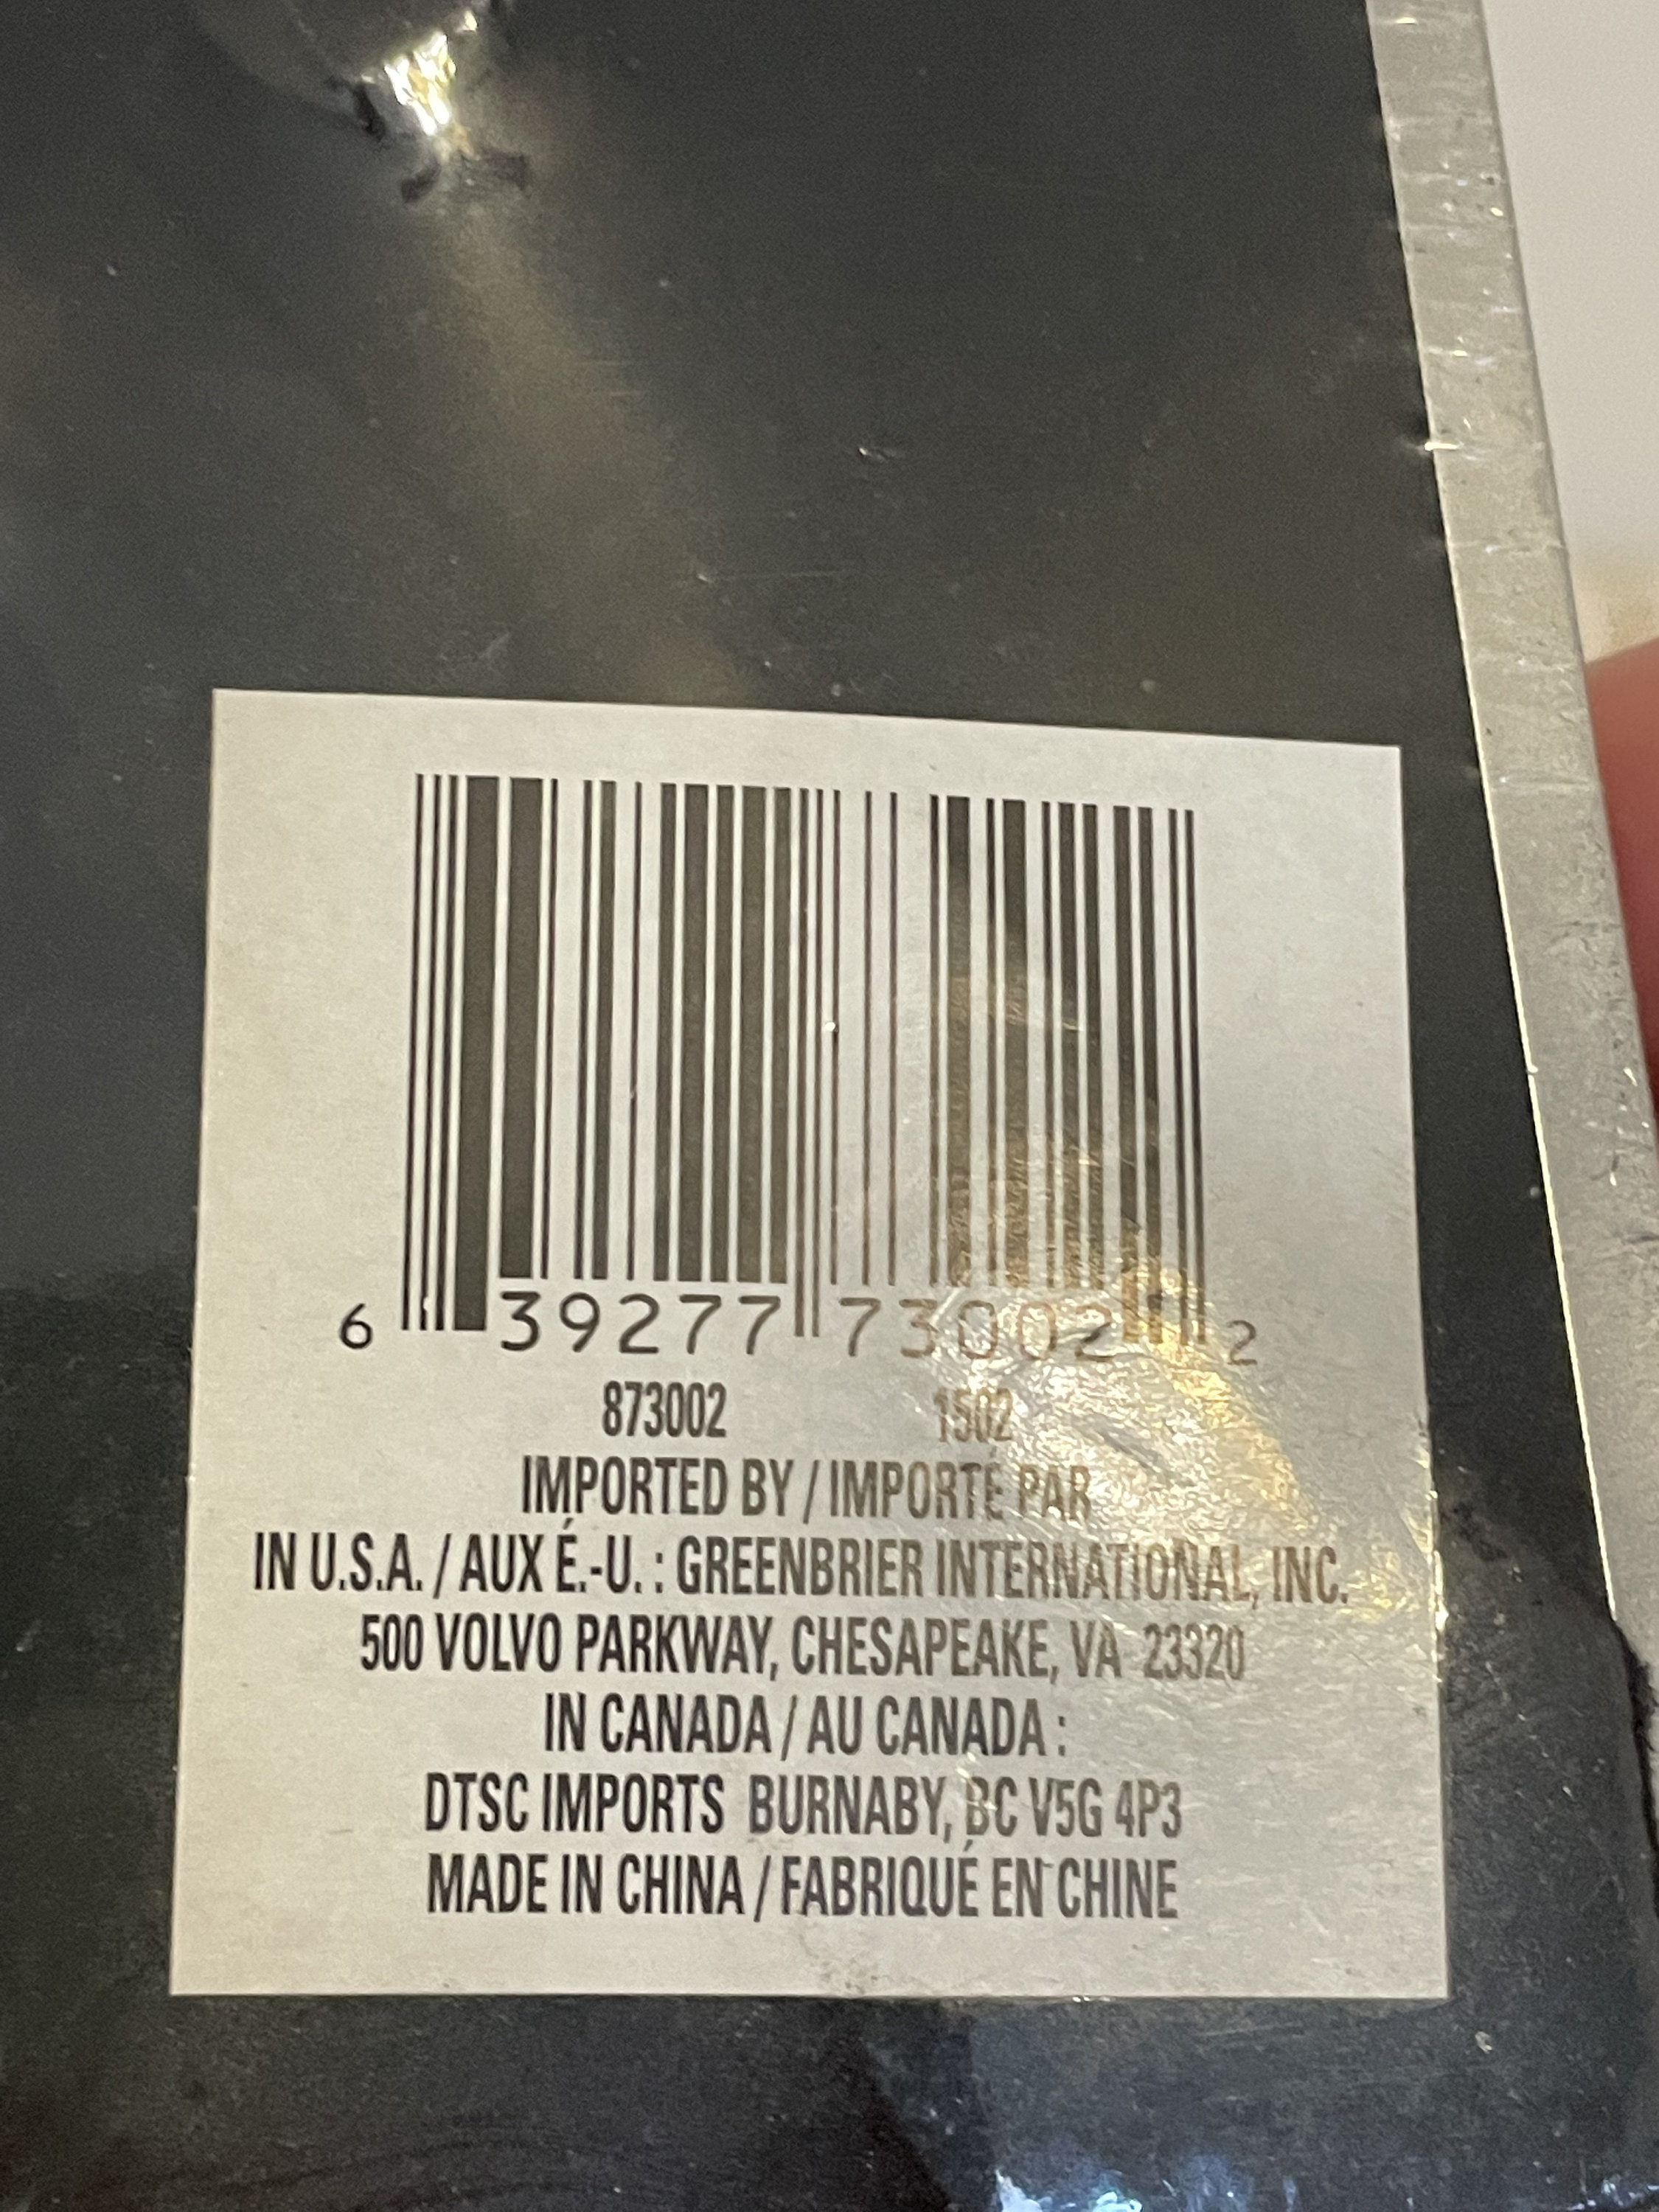 6 39277 73002 2
873002 1502
IMPORTED BY / IMPORTÉ PAR
IN U.S.A. / AUX É.-U. : GREENBRIER INTERNATIONAL, INC.
500 VOLVO PARKWAY, CHESAPEAKE, VA 23320
IN CANADA / AU CANADA :
DTSC IMPORTS BURNABY, BC V5G 4P3
MADE IN CHINA / FABRIQUÉ EN CHINE